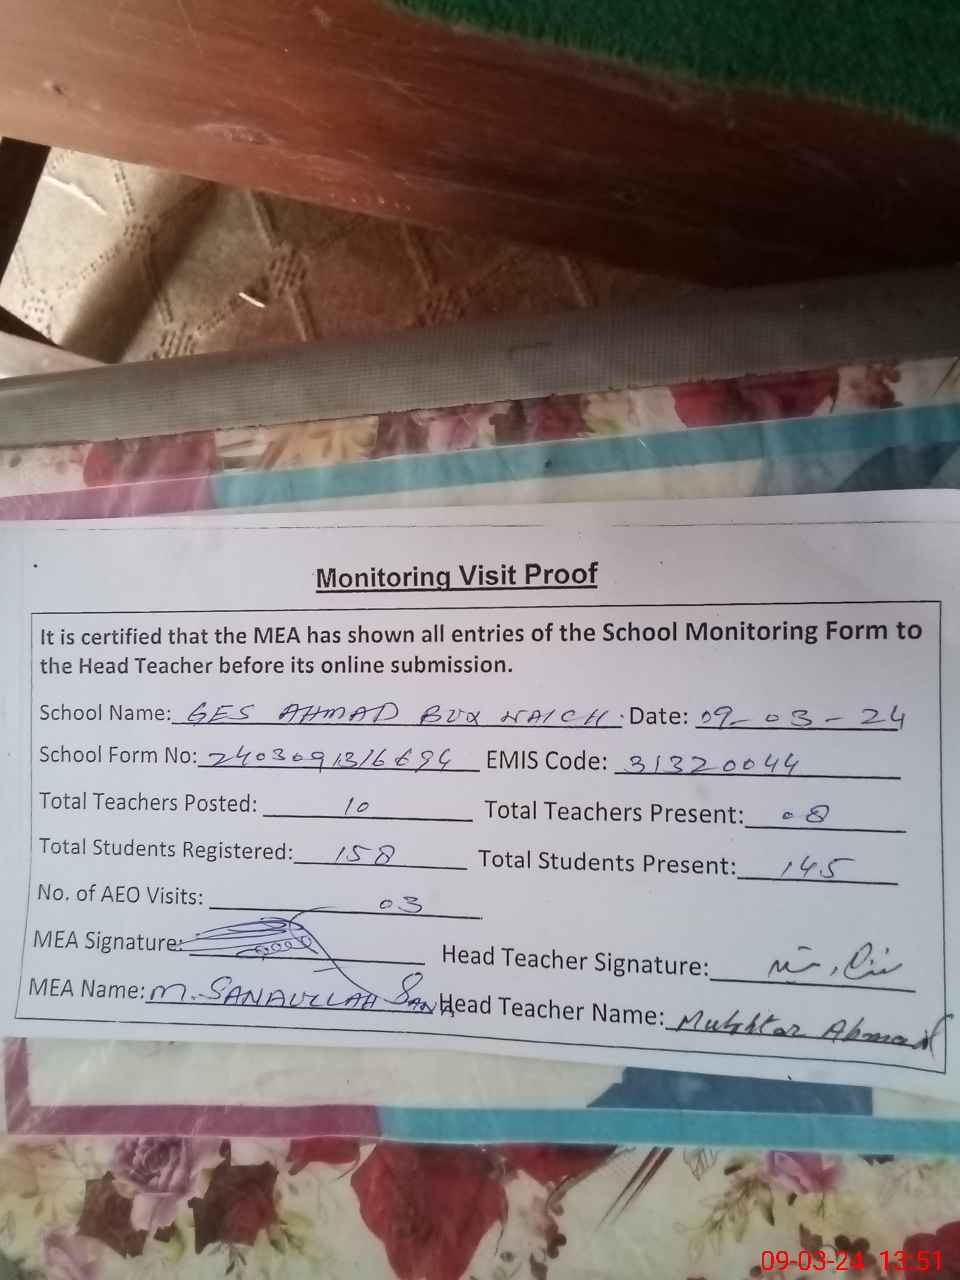 Monitoring Visit Proof
It is certified that the MEA has shown all entries of the School Monitoring Form to
the Head Teacher before its online submission.
School Name: GES AHMAD BUX WAICH Date: 09-03-24
School Form No: 2403091316694 EMIS Code: 31320044
Total Teachers Posted: 10 Total Teachers Present: 08
Total Students Registered: 158 Total Students Present: 145
No. of AEO Visits: 03
MEA Signature: Head Teacher Signature:
MEA Name: M. SANAULLAH Head Teacher Name: Mukhtar Ahmad
09-03-24 13:51